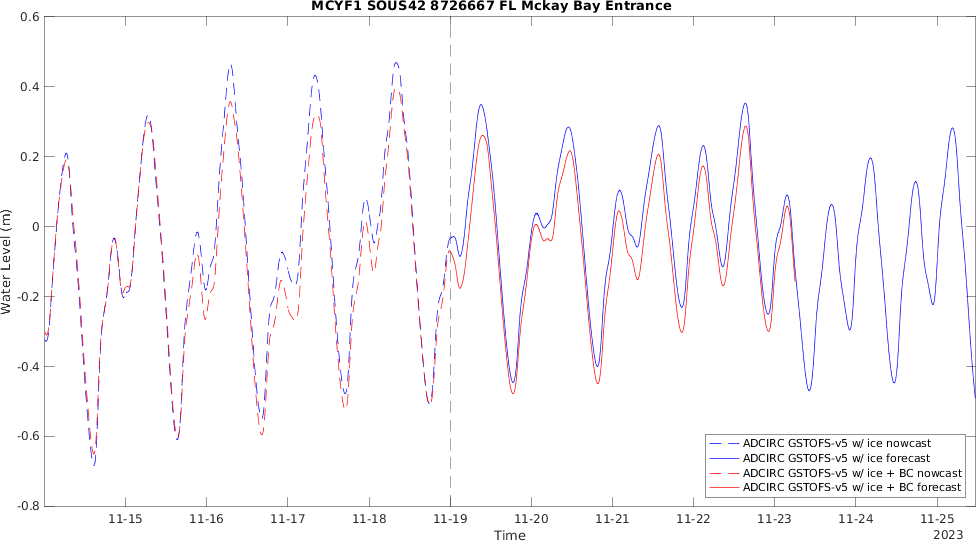 MCYF1 SOUS42 8726667 FL Mckay Bay Entrance
Water Level (m)
0.6
0.4
0.2
0
-0.2
-0.4
-0.6
-0.8
ADCIRC GSTOFS-v5 w/ ice nowcast
ADCIRC GSTOFS-v5 w/ ice forecast
ADCIRC GSTOFS-v5 w/ ice + BC nowcast
ADCIRC GSTOFS-v5 w/ ice + BC forecast
11-15 11-16 11-17 11-18 11-19 11-20 11-21 11-22 11-23 11-24 11-25
Time
2023